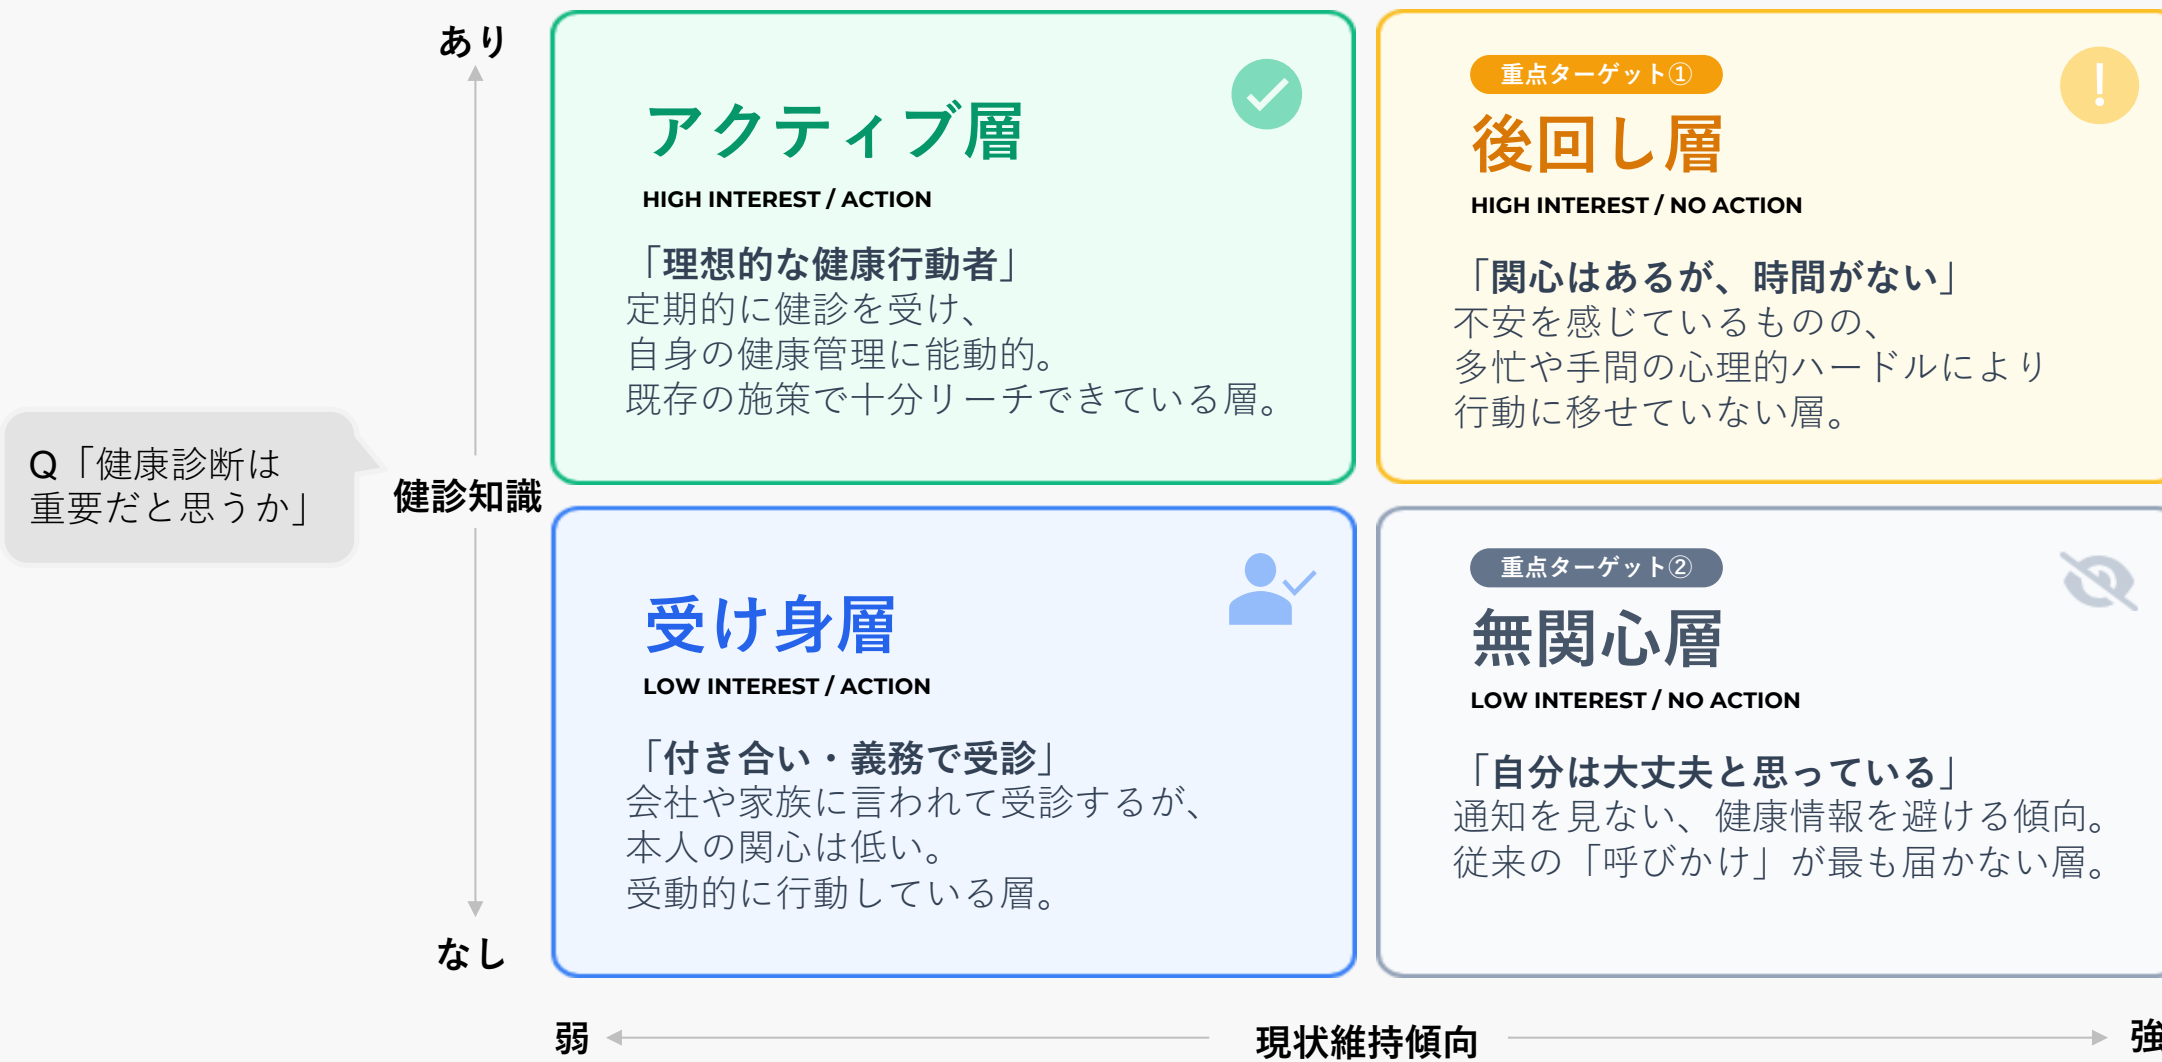 あり
アクティブ層
HIGH INTEREST / ACTION
「理想的な健康行動者」
定期的に健診を受け、
自身の健康管理に能動的。
既存の施策で十分リーチできている層。
重点ターゲット①
後回し層
HIGH INTEREST / NO ACTION
「関心はあるが、時間がない」
不安を感じているものの、
多忙や手間の心理的ハードルにより
行動に移せていない層。
Q「健康診断は
重要だと思うか」
健診知識
受け身層
LOW INTEREST / ACTION
「付き合い・義務で受診」
会社や家族に言われて受診するが、
本人の関心は低い。
受動的に行動している層。
重点ターゲット②
無関心層
LOW INTEREST / NO ACTION
「自分は大丈夫と思っている」
通知を見ない、健康情報を避ける傾向。
従来の「呼びかけ」が最も届かない層。
なし
弱
現状維持傾向
強